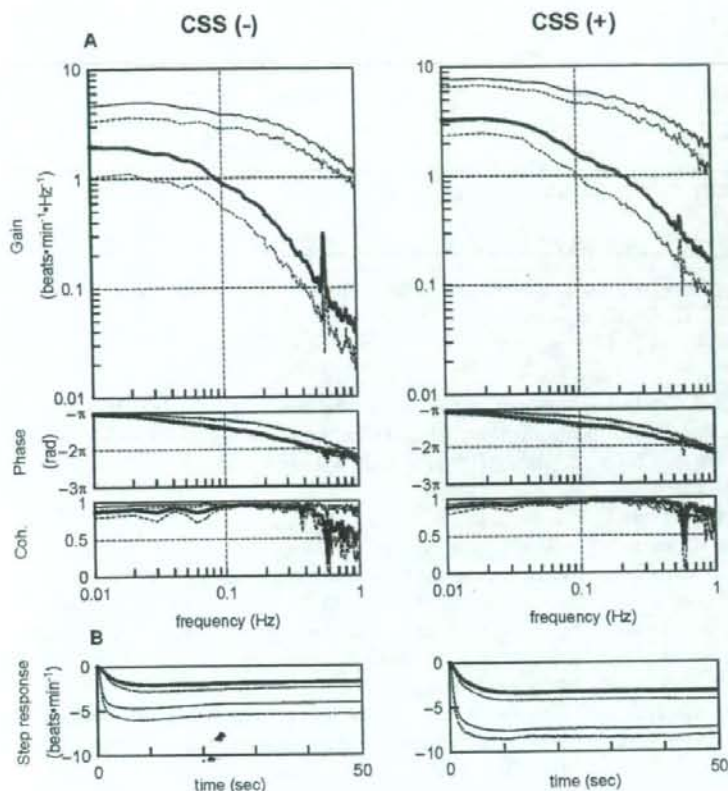 CSS (-)
CSS (+)
A
Gain
(beats•min⁻¹•Hz⁻¹)
10
1
0.1
0.01
10
1
0.1
0.01
Phase
(rad)
−π
−2π
−3π
−π
−2π
−3π
Coh.
1
0.5
0
1
0.5
0
0.01
0.1
1
0.01
0.1
1
frequency (Hz)
frequency (Hz)
B
Step response
(beats•min⁻¹)
0
−5
−10
0
−5
−10
0
50
0
50
time (sec)
time (sec)